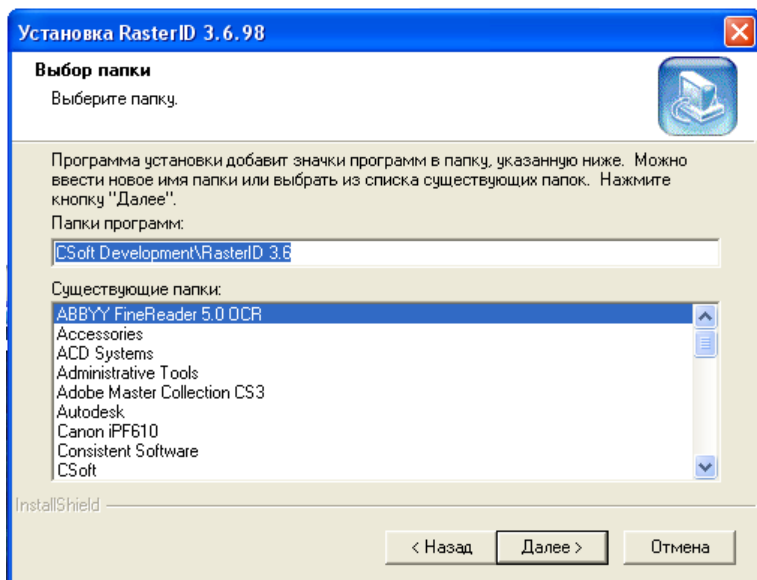 Установка RasterID 3.6.98
Выбор папки
Выберите папку.
Программа установки добавит значки программ в папку, указанную ниже. Можно
ввести новое имя папки или выбрать из списка существующих папок. Нажмите
кнопку "Далее".
Папки программ:
CSoft Development\RasterID 3.6
Существующие папки:
ABBYY FineReader 5.0 OCR
Accessories
ACD Systems
Administrative Tools
Adobe Master Collection CS3
Autodesk
Canon iPF610
Consistent Software
CSoft
InstallShield
< Назад
Далее >
Отмена